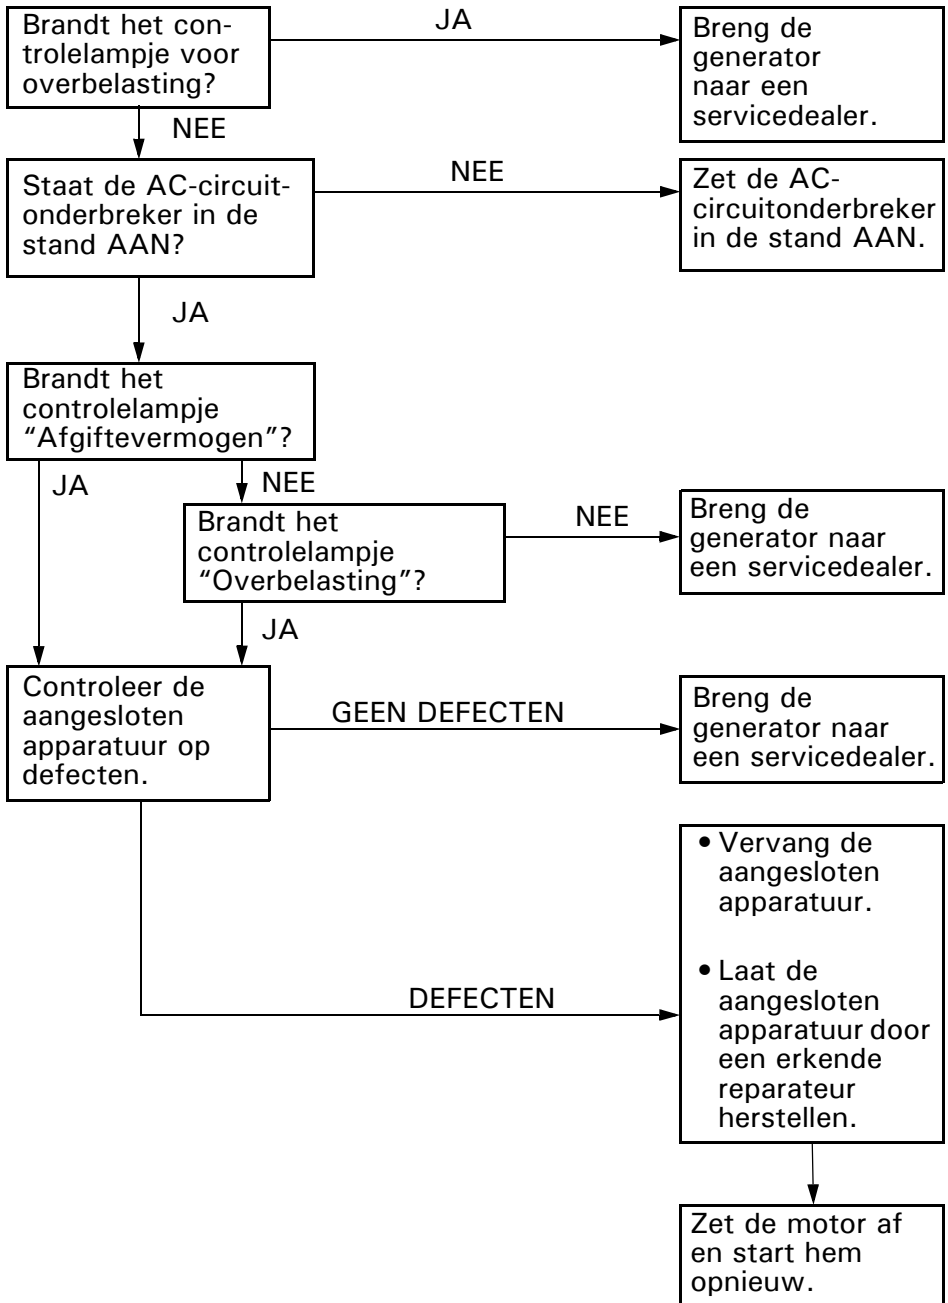 Brandt het con-
trolelampje voor
overbelasting?
JA
Breng de
generator
naar een
servicedealer.
NEE
Staat de AC-circuit-
onderbreker in de
stand AAN?
NEE
Zet de AC-
circuitonderbreker
in de stand AAN.
JA
Brandt het
controlelampje
“Afgiftevermogen”?
JA
NEE
Brandt het
controlelampje
“Overbelasting”?
NEE
Breng de
generator naar
een servicedealer.
JA
Controleer de
aangesloten
apparatuur op
defecten.
GEEN DEFECTEN
Breng de
generator naar
een servicedealer.
DEFECTEN
• Vervang de
aangesloten
apparatuur.
• Laat de
aangesloten
apparatuur door
een erkende
reparateur
herstellen.
Zet de motor af
en start hem
opnieuw.